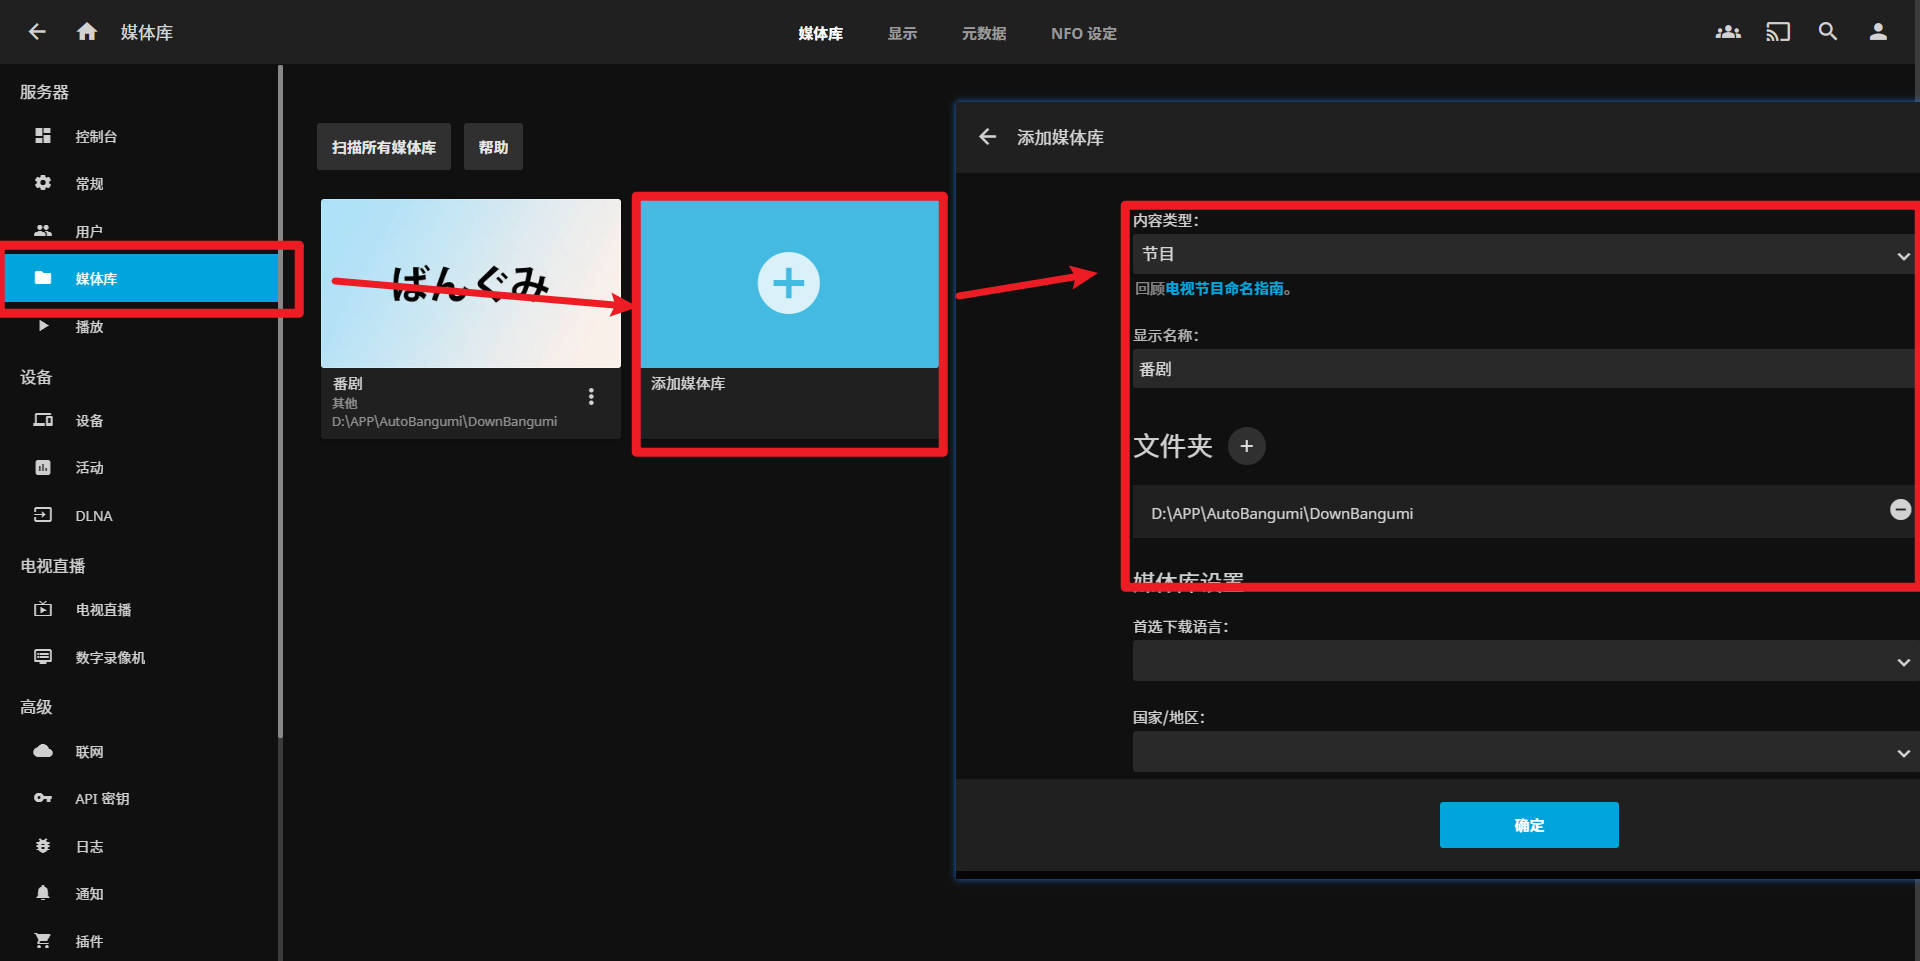 媒体库
媒体库
显示
元数据
NFO 设定
服务器
控制台
常规
用户
媒体库
播放
设备
设备
活动
DLNA
电视直播
电视直播
数字录像机
高级
联网
API 密钥
日志
通知
插件
扫描所有媒体库
帮助
ばんぐみ
番剧
其他
D:\APP\AutoBangumi\DownBangumi
添加媒体库
添加媒体库
内容类型：
节目
回顾电视节目命名指南。
显示名称：
番剧
文件夹
D:\APP\AutoBangumi\DownBangumi
媒体库设置
首选下载语言：
国家/地区：
确定